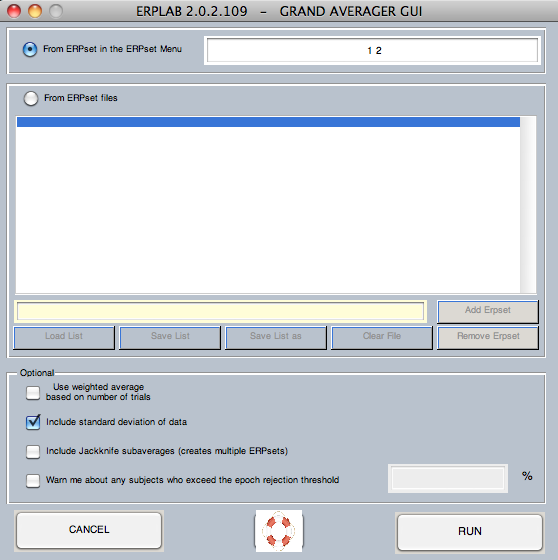 ERPLAB 2.0.2.109 - GRAND AVERAGER GUI
From ERPset in the ERPset Menu
1 2
From ERPset files
Add Erpset
Load List
Save List
Save List as
Clear File
Remove Erpset
Optional
Use weighted average
based on number of trials
Include standard deviation of data
Include Jackknife subaverages (creates multiple ERPsets)
Warn me about any subjects who exceed the epoch rejection threshold
%
CANCEL
RUN